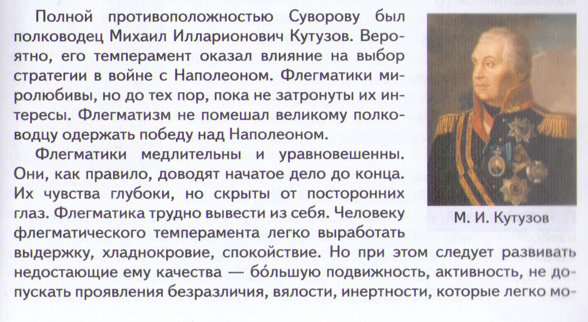 Полной противоположностью Суворову был
полководец Михаил Илларионович Кутузов. Веро-
ятно, его темперамент оказал влияние на выбор
стратегии в войне с Наполеоном. Флегматики ми-
ролюбивы, но до тех пор, пока не затронуты их ин-
тересы. Флегматизм не помешал великому полко-
водцу одержать победу над Наполеоном.
Флегматики медлительны и уравновешенны.
Они, как правило, доводят начатое дело до конца.
Их чувства глубоки, но скрыты от посторонних
глаз. Флегматика трудно вывести из себя. Человеку
флегматического темперамента легко выработать
выдержку, хладнокровие, спокойствие. Но при этом следует развивать
недостающие ему качества — бо́льшую подвижность, активность, не до-
пускать проявления безразличия, вялости, инертности, которые легко мо-
М. И. Кутузов